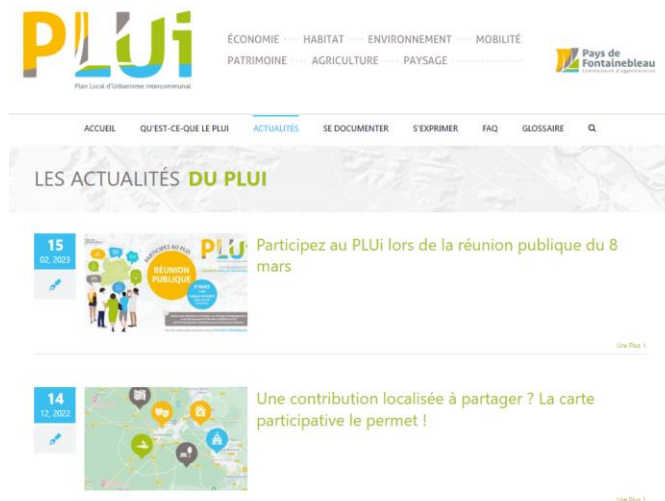 PLUi
Plan Local d'Urbanisme Intercommunal
ÉCONOMIE ···· HABITAT ···· ENVIRONNEMENT ···· MOBILITÉ
PATRIMOINE ···· AGRICULTURE ···· PAYSAGE
Pays de
Fontainebleau
Communauté d'agglomération
ACCUEIL QU'EST-CE-QUE LE PLUI ACTUALITÉS SE DOCUMENTER S'EXPRIMER FAQ GLOSSAIRE
LES ACTUALITÉS DU PLUI
15
02, 2023
PARTICIPEZ AU PLUI
PLUi
RÉUNION
PUBLIQUE
8 MARS
Participez au PLUi lors de la réunion publique du 8
mars
Lire Plus >
14
12, 2022
Une contribution localisée à partager ? La carte
participative le permet !
Lire Plus >